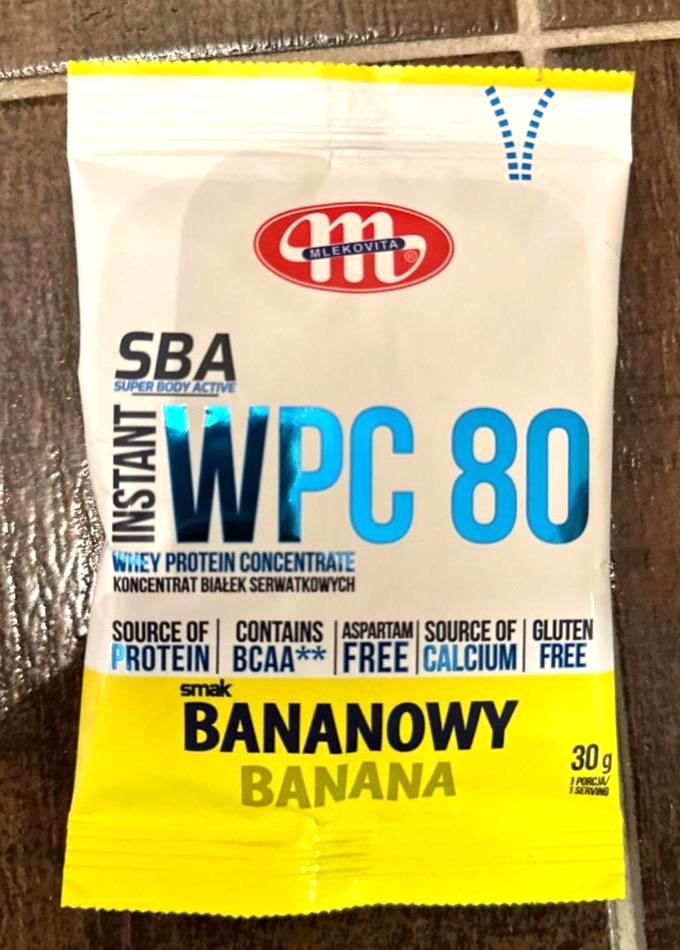 m
MLEKOVITA
®
SBA
SUPER BODY ACTIVE
INSTANT
WPC 80
WHEY PROTEIN CONCENTRATE
KONCENTRAT BIAŁEK SERWATKOWYCH
SOURCE OF
PROTEIN
CONTAINS
BCAA**
ASPARTAM
FREE
SOURCE OF
CALCIUM
GLUTEN
FREE
smak
BANANOWY
BANANA
30 g
1 PORCJA/
1 SERVING